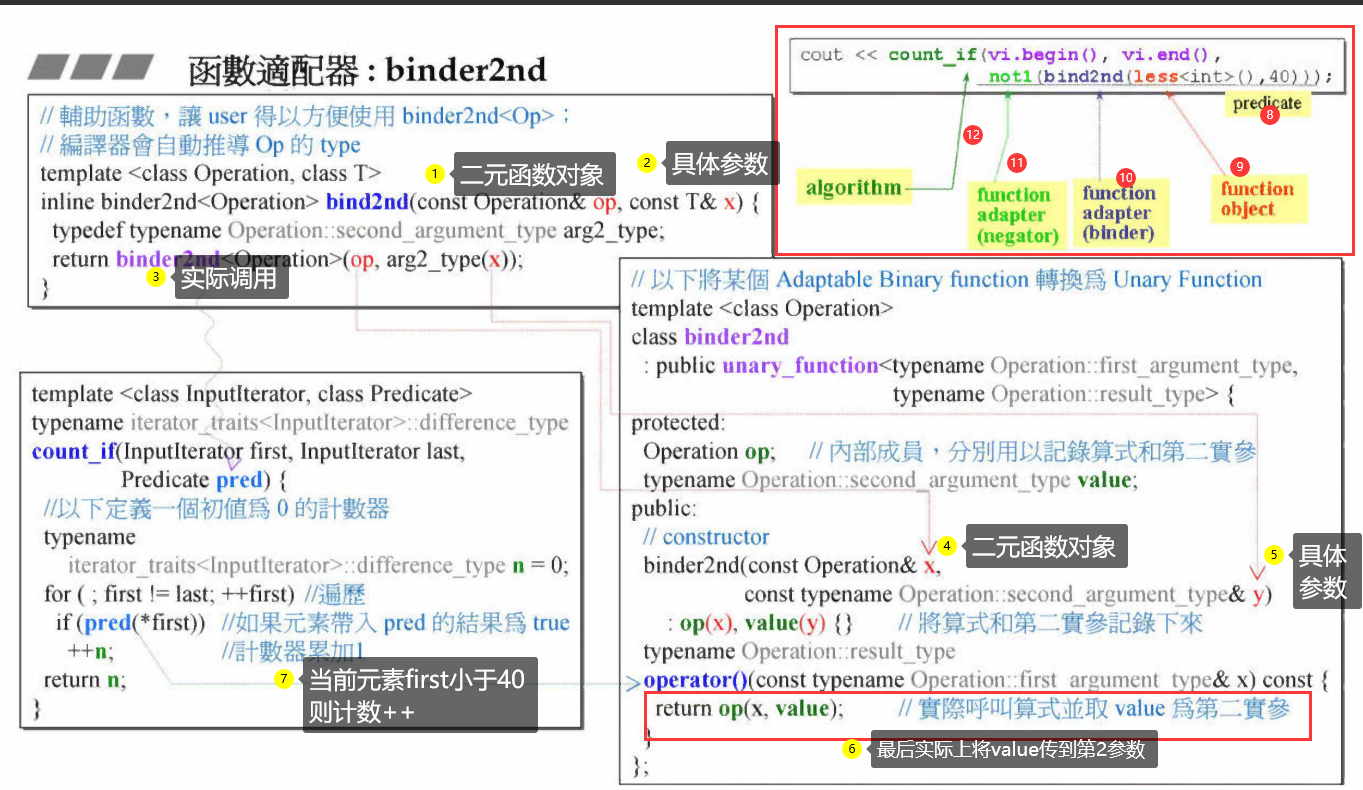 函數適配器 : binder2nd
// 輔助函數，讓 user 得以方便使用 binder2nd<Op>；
// 編譯器會自動推導 Op 的 type
template <class Operation, class T>
1 二元函数对象
2 具体参数
inline binder2nd<Operation> bind2nd(const Operation& op, const T& x) {
typedef typename Operation::second_argument_type arg2_type;
return binder2nd<Operation>(op, arg2_type(x));
3 实际调用
}
cout << count_if(vi.begin(), vi.end(),
not1(bind2nd(less<int>(),40)));
predicate
8
12
11
10
9
algorithm
function
adapter
(negator)
function
adapter
(binder)
function
object
template <class InputIterator, class Predicate>
typename iterator_traits<InputIterator>::difference_type
count_if(InputIterator first, InputIterator last,
Predicate pred) {
//以下定義一個初值爲 0 的計數器
typename
iterator_traits<InputIterator>::difference_type n = 0;
for ( ; first != last; ++first) //遍歷
if (pred(*first)) //如果元素帶入 pred 的結果爲 true
++n; //計數器累加1
return n;
}
7 当前元素first小于40
则计数++
// 以下將某個 Adaptable Binary function 轉換爲 Unary Function
template <class Operation>
class binder2nd
: public unary_function<typename Operation::first_argument_type,
typename Operation::result_type> {
protected:
Operation op; // 內部成員，分別用以記錄算式和第二實參
typename Operation::second_argument_type value;
public:
// constructor
4 二元函数对象
binder2nd(const Operation& x,
5 具体
参数
const typename Operation::second_argument_type& y)
: op(x), value(y) {} // 將算式和第二實參記錄下來
typename Operation::result_type
operator()(const typename Operation::first_argument_type& x) const {
return op(x, value); // 實際呼叫算式並取 value 爲第二實參
}
6 最后实际上将value传到第2参数
};